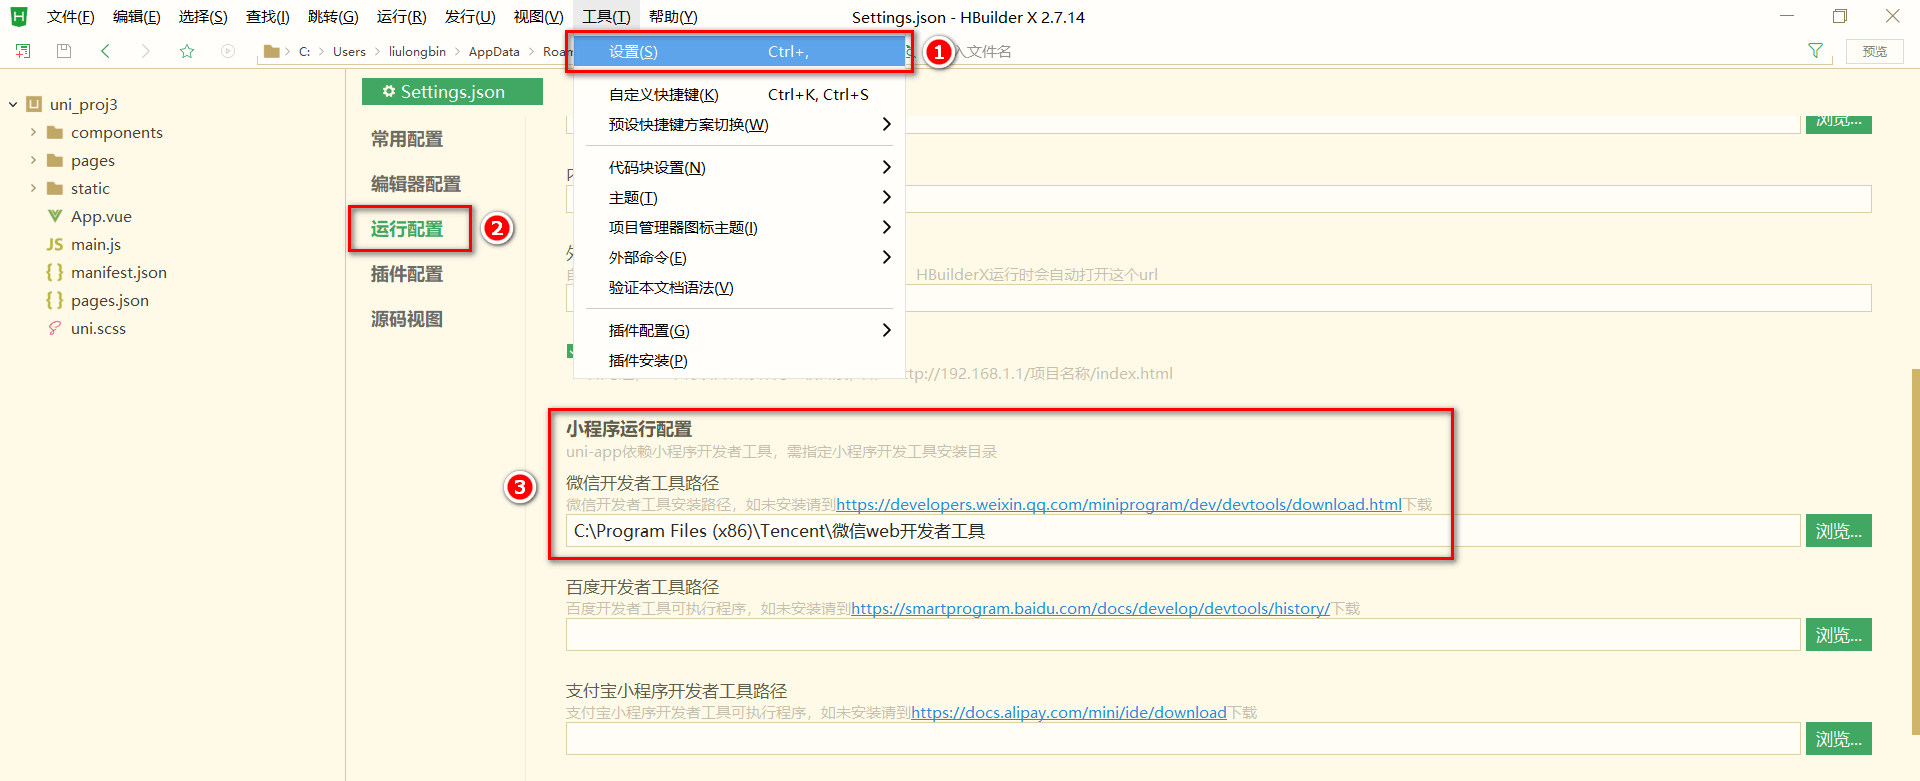 文件(F) 编辑(E) 选择(S) 查找(I) 跳转(G) 运行(R) 发行(U) 视图(V) 工具(T) 帮助(Y) Settings.json - HBuilder X 2.7.14
C: Users liulongbin AppData 入文件名 预览
设置(S) Ctrl+,
1
uni_proj3
components
pages
static
App.vue
main.js
manifest.json
pages.json
uni.scss
Settings.json
常用配置
编辑器配置
运行配置
2
插件配置
源码视图
自定义快捷键(K) Ctrl+K, Ctrl+S
预设快捷键方案切换(W)
代码块设置(N)
主题(T)
项目管理器图标主题(I)
外部命令(E)
验证本文档语法(V)
插件配置(G)
插件安装(P)
浏览...
HBuilderX运行时会自动打开这个url
tp://192.168.1.1/项目名称/index.html
小程序运行配置
uni-app依赖小程序开发者工具，需指定小程序开发工具安装目录
3
微信开发者工具路径
微信开发者工具安装路径，如未安装请到https://developers.weixin.qq.com/miniprogram/dev/devtools/download.html下载
C:\Program Files (x86)\Tencent\微信web开发者工具 浏览...
百度开发者工具路径
百度开发者工具可执行程序，如未安装请到https://smartprogram.baidu.com/docs/develop/devtools/history/下载
浏览...
支付宝小程序开发者工具路径
支付宝小程序开发者工具可执行程序，如未安装请到https://docs.alipay.com/mini/ide/download下载
浏览...